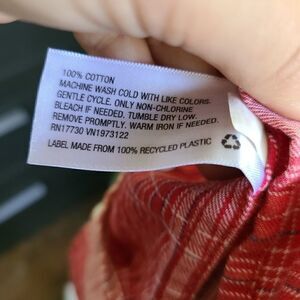 100% COTTON
MACHINE WASH COLD WITH LIKE COLORS.
GENTLE CYCLE. ONLY NON-CHLORINE
BLEACH IF NEEDED. TUMBLE DRY LOW.
REMOVE PROMPTLY. WARM IRON IF NEEDED.
RN17730 VN1973122
LABEL MADE FROM 100% RECYCLED PLASTIC